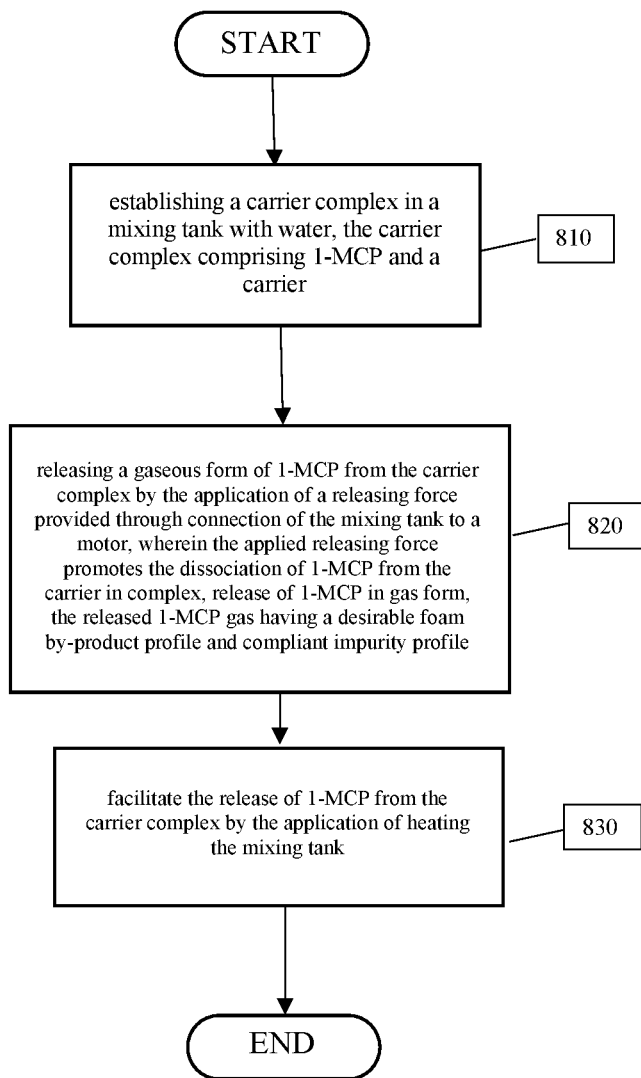 START
establishing a carrier complex in a
mixing tank with water, the carrier
complex comprising 1-MCP and a
carrier
810
releasing a gaseous form of 1-MCP from the carrier
complex by the application of a releasing force
provided through connection of the mixing tank to a
motor, wherein the applied releasing force
promotes the dissociation of 1-MCP from the
carrier in complex, release of 1-MCP in gas form,
the released 1-MCP gas having a desirable foam
by-product profile and compliant impurity profile
820
facilitate the release of 1-MCP from the
carrier complex by the application of heating
the mixing tank
830
END